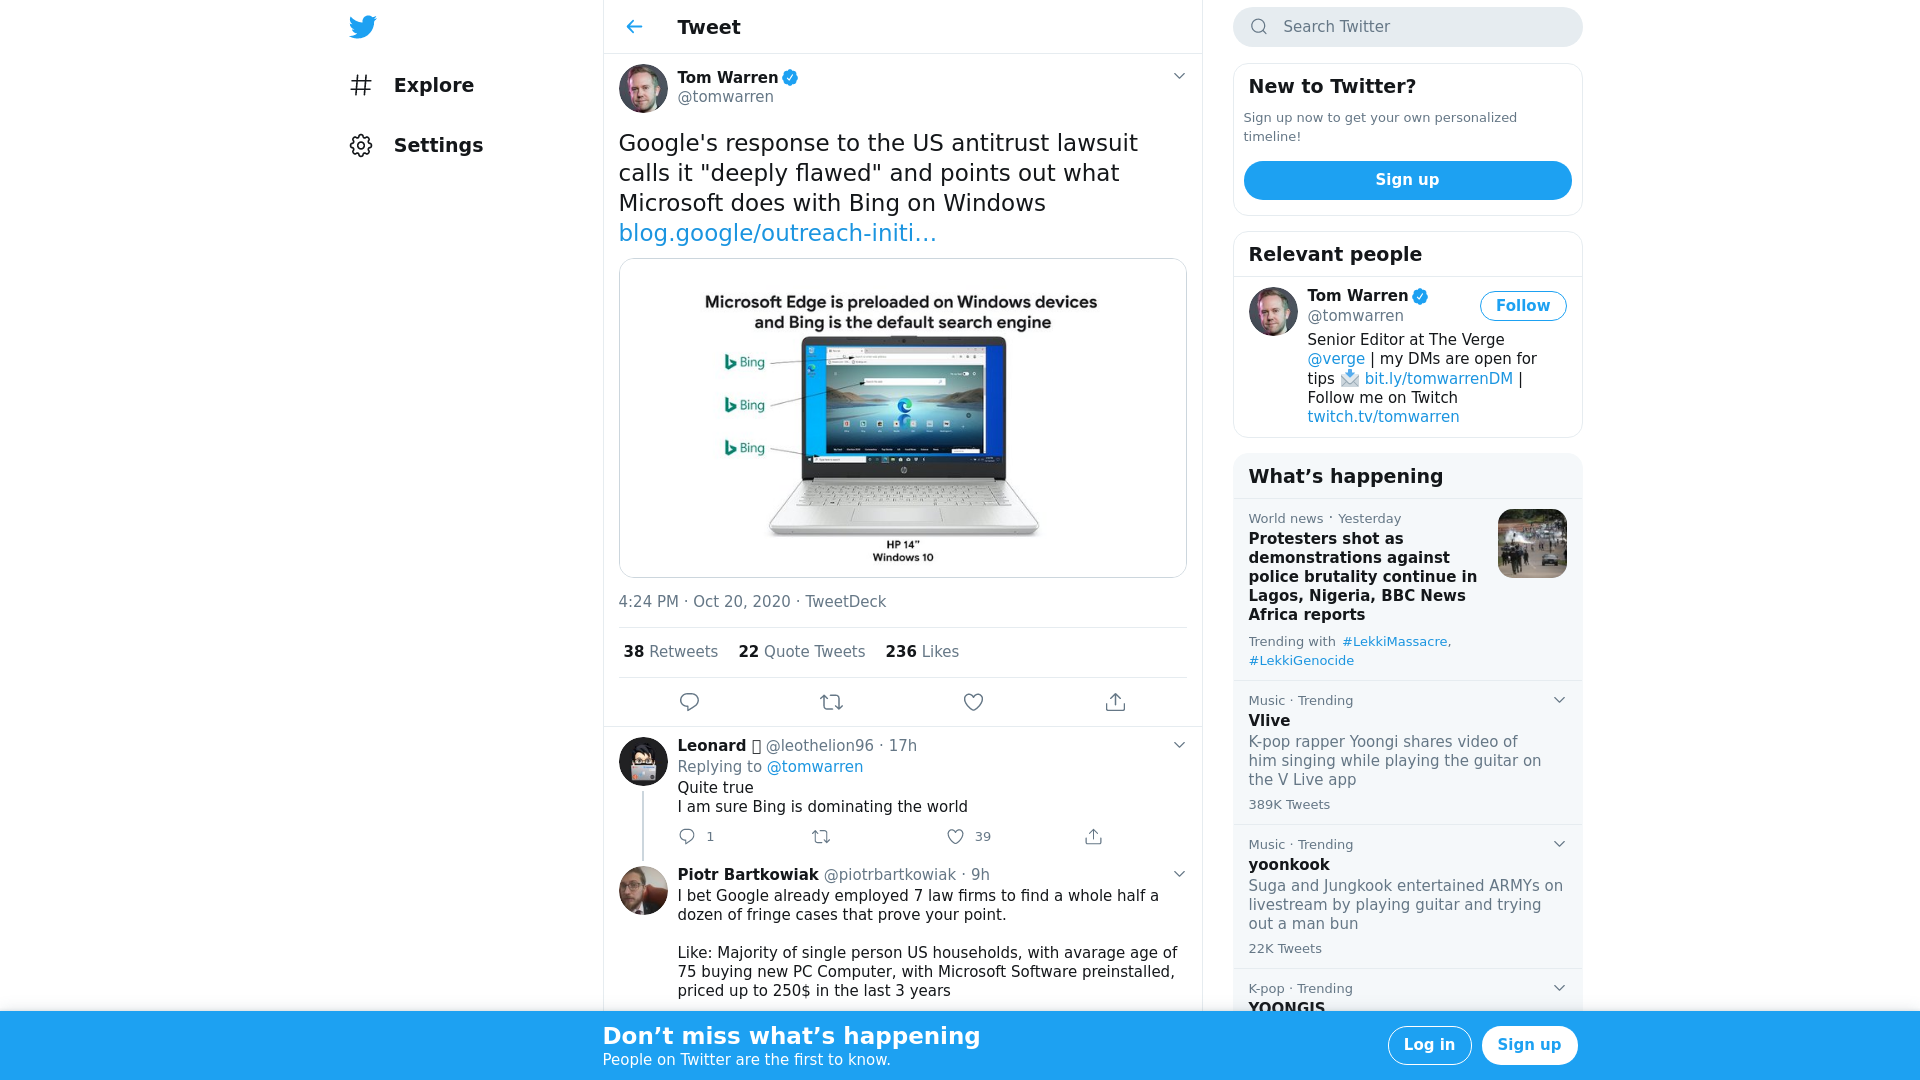 Explore
Settings
Tweet
Tom Warren
@tomwarren
Google's response to the US antitrust lawsuit
calls it "deeply flawed" and points out what
Microsoft does with Bing on Windows
blog.google/outreach-initi…
Microsoft Edge is preloaded on Windows devices
and Bing is the default search engine
Bing
Bing
Bing
HP 14"
Windows 10
4:24 PM · Oct 20, 2020 · TweetDeck
38 Retweets 22 Quote Tweets 236 Likes
Leonard @leothelion96 · 17h
Replying to @tomwarren
Quite true
I am sure Bing is dominating the world
1 39
Piotr Bartkowiak @piotrbartkowiak · 9h
I bet Google already employed 7 law firms to find a whole half a
dozen of fringe cases that prove your point.
Like: Majority of single person US households, with avarage age of
75 buying new PC Computer, with Microsoft Software preinstalled,
priced up to 250$ in the last 3 years
Search Twitter
New to Twitter?
Sign up now to get your own personalized
timeline!
Sign up
Relevant people
Tom Warren
@tomwarren
Follow
Senior Editor at The Verge
@verge | my DMs are open for
tips 📩 bit.ly/tomwarrenDM |
Follow me on Twitch
twitch.tv/tomwarren
What’s happening
World news · Yesterday
Protesters shot as
demonstrations against
police brutality continue in
Lagos, Nigeria, BBC News
Africa reports
Trending with #LekkiMassacre,
#LekkiGenocide
Music · Trending
Vlive
K-pop rapper Yoongi shares video of
him singing while playing the guitar on
the V Live app
389K Tweets
Music · Trending
yoonkook
Suga and Jungkook entertained ARMYs on
livestream by playing guitar and trying
out a man bun
22K Tweets
K-pop · Trending
YOONGIS
Don’t miss what’s happening
People on Twitter are the first to know.
Log in
Sign up